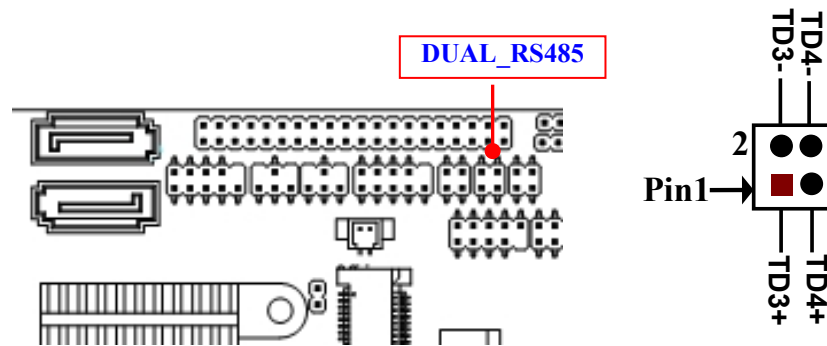 DUAL_RS485
TD3-
TD4-
2
Pin1
TD3+
TD4+